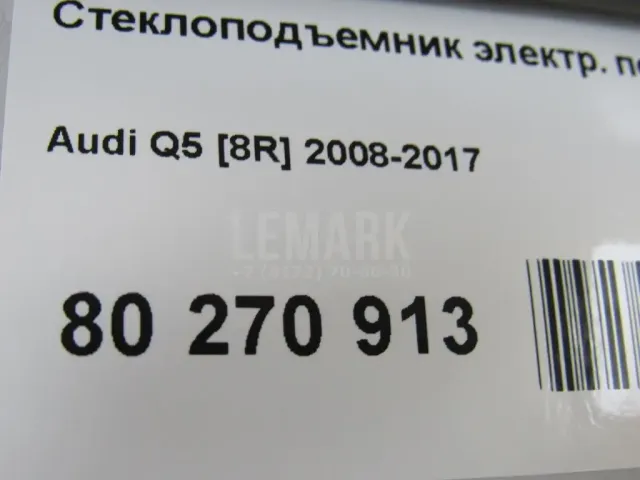 Стеклоподъемник электр.
Audi Q5 [8R] 2008-2017
LEMARK
80 270 913